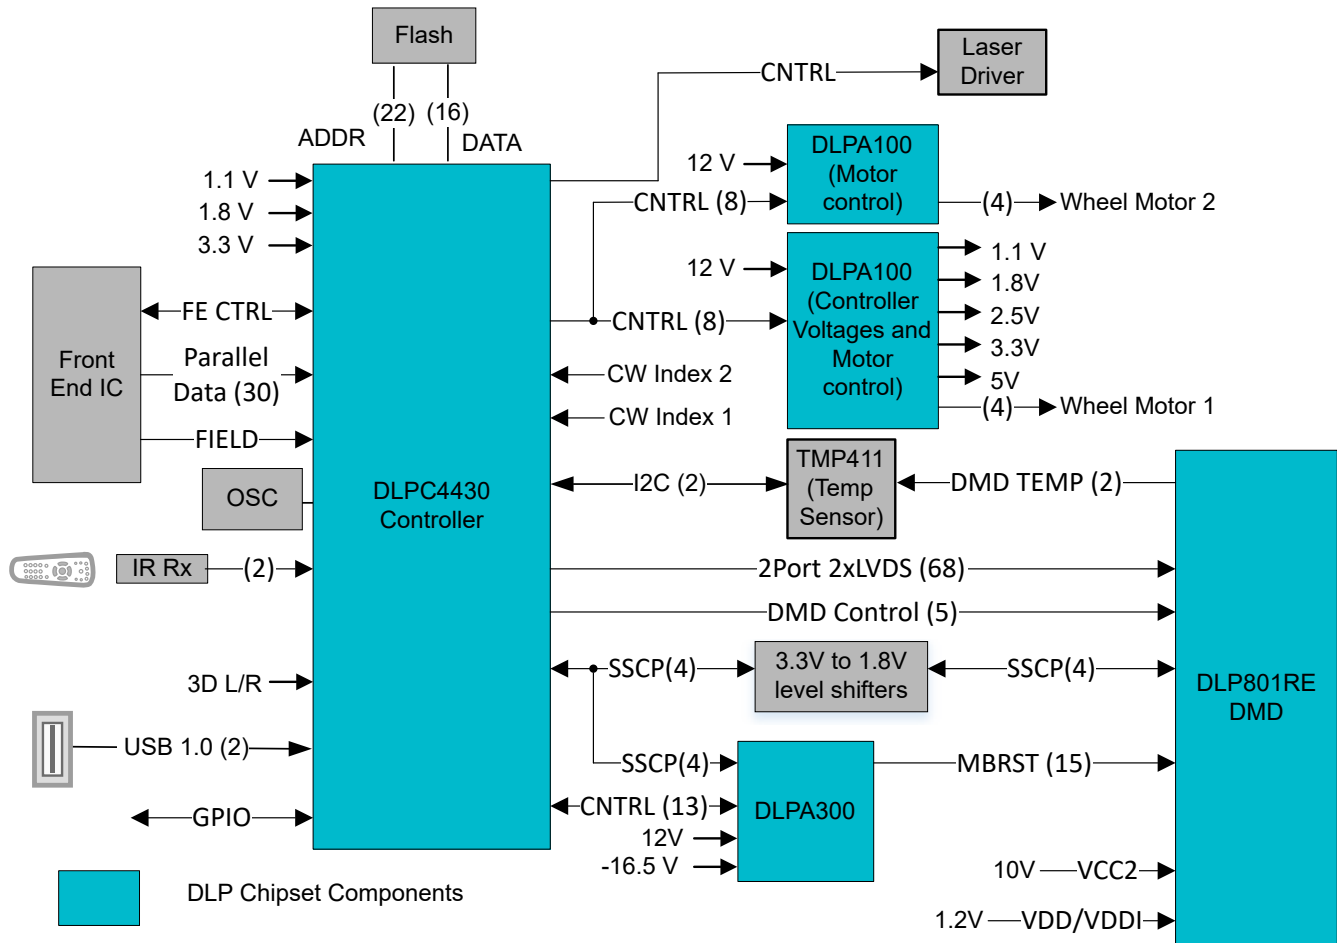 Flash
Laser
Driver
CNTRL
(22)
(16)
ADDR
DATA
DLPA100
(Motor
control)
12 V
CNTRL (8)
(4)
Wheel Motor 2
1.1 V
1.8 V
3.3 V
12 V
DLPA100
(Controller
Voltages and
Motor
control)
1.1 V
1.8V
2.5V
3.3V
5V
(4)
Wheel Motor 1
CNTRL (8)
CW Index 2
CW Index 1
Front
End IC
FE CTRL
Parallel
Data (30)
FIELD
OSC
DLPC4430
Controller
I2C (2)
TMP411
(Temp
Sensor)
DMD TEMP (2)
IR Rx
(2)
2Port 2xLVDS (68)
DMD Control (5)
SSCP(4)
3.3V to 1.8V
level shifters
SSCP(4)
DLP801RE
DMD
3D L/R
USB 1.0 (2)
GPIO
SSCP(4)
CNTRL (13)
12V
-16.5 V
DLPA300
MBRST (15)
10V
VCC2
1.2V
VDD/VDDI
DLP Chipset Components